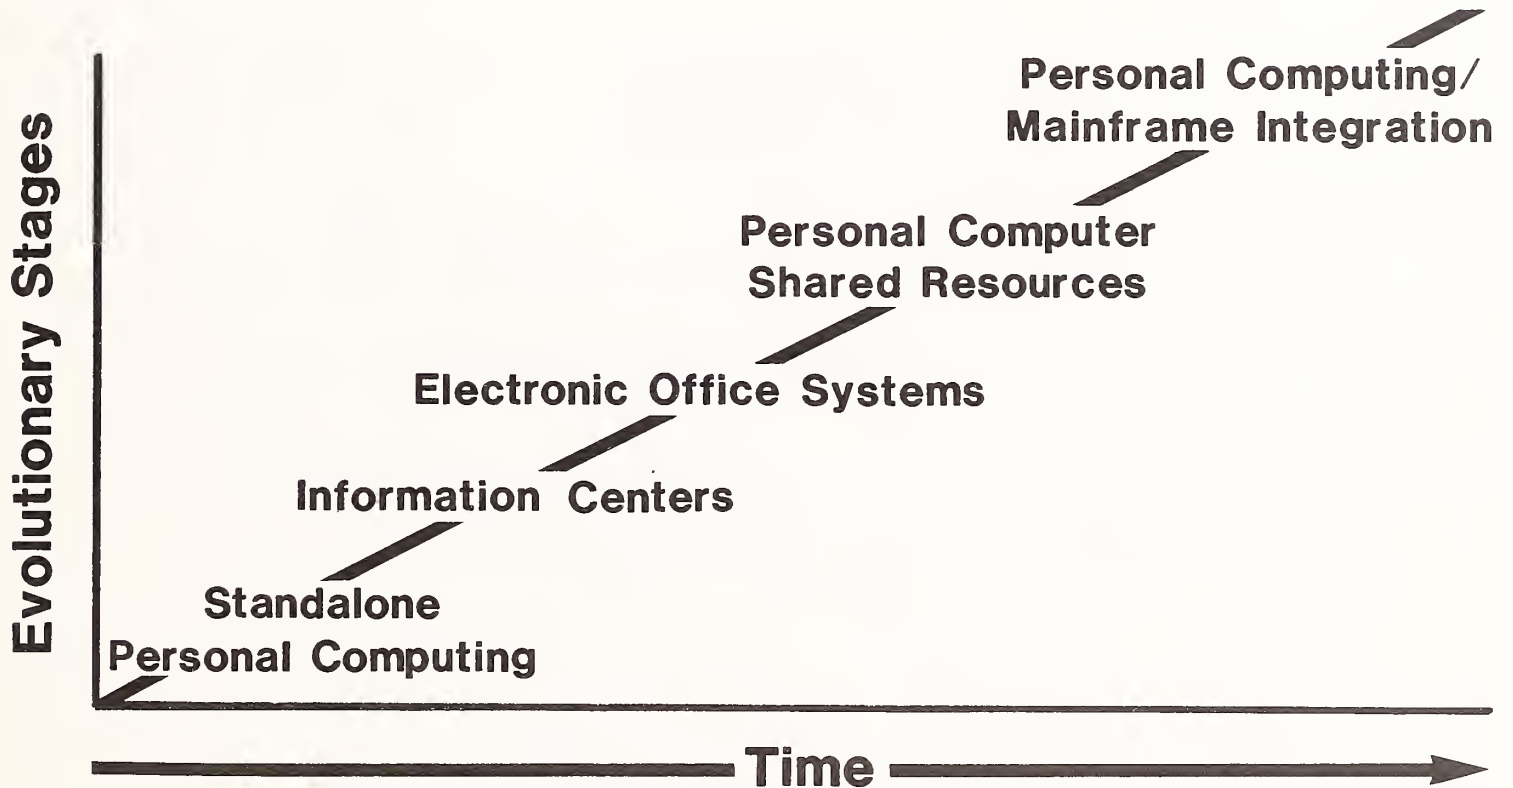 Personal Computing/
Mainframe Integration
Personal Computer
Shared Resources
Electronic Office Systems
Information Centers
Standalone
Personal Computing
Evolutionary Stages
Time